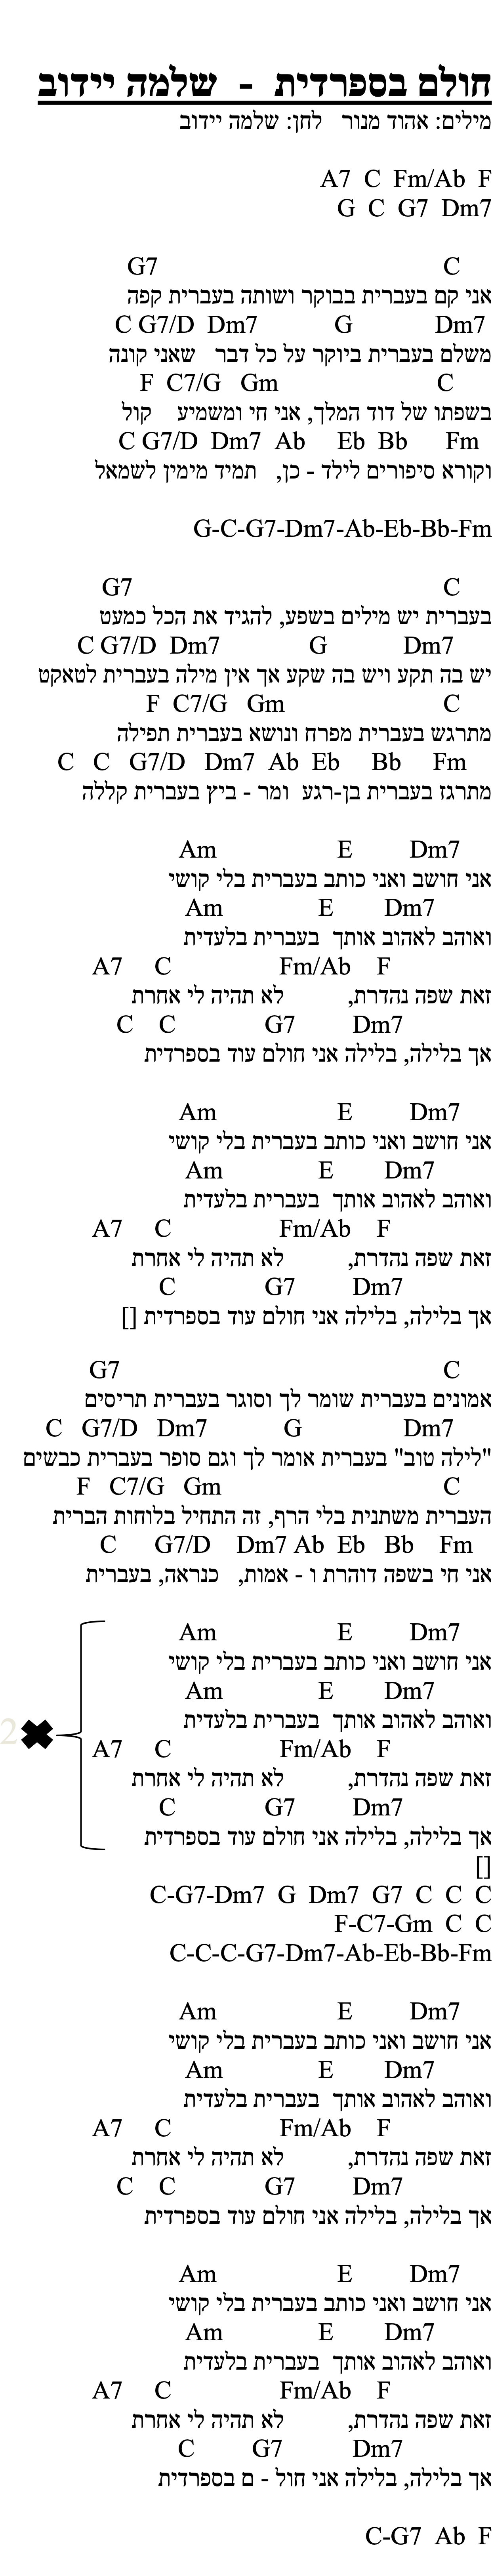 חולם בספרדית - שלמה יידוב
מילים: אהוד מנור לחן: שלמה יידוב
A7 C Fm/Ab F
G C G7 Dm7
G7 C
אני קם בעברית בבוקר ושותה בעברית קפה
C G7/D Dm7 G Dm7
משלם בעברית ביוקר על כל דבר שאני קונה
F C7/G Gm C
בשפתו של דוד המלך, אני חי ומשמיע קול
C G7/D Dm7 Ab Eb Bb Fm
וקורא סיפורים לילד - כן, תמיד מימין לשמאל
G-C-G7-Dm7-Ab-Eb-Bb-Fm
G7 C
בעברית יש מילים בשפע, להגיד את הכל כמעט
C G7/D Dm7 G Dm7
יש בה תקע ויש בה שקע אך אין מילה בעברית לטאקט
F C7/G Gm C
מתרגש בעברית מפרח ונושא בעברית תפילה
C C G7/D Dm7 Ab Eb Bb Fm
מתרגז בעברית בן-רגע ומר - ביץ בעברית קללה
Am E Dm7
אני חושב ואני כותב בעברית בלי קושי
Am E Dm7
ואוהב לאהוב אותך בעברית בלעדית
A7 C Fm/Ab F
זאת שפה נהדרת, לא תהיה לי אחרת
C C G7 Dm7
אך בלילה, בלילה אני חולם עוד בספרדית
Am E Dm7
אני חושב ואני כותב בעברית בלי קושי
Am E Dm7
ואוהב לאהוב אותך בעברית בלעדית
A7 C Fm/Ab F
זאת שפה נהדרת, לא תהיה לי אחרת
C G7 Dm7
אך בלילה, בלילה אני חולם עוד בספרדית []
G7 C
אמונים בעברית שומר לך וסוגר בעברית תריסים
C G7/D Dm7 G Dm7
"לילה טוב" בעברית אומר לך וגם סופר בעברית כבשים
F C7/G Gm C
העברית משתנית בלי הרף, זה התחיל בלוחות הברית
C G7/D Dm7 Ab Eb Bb Fm
אני חי בשפה דוהרת ו - אמות, כנראה, בעברית
Am E Dm7
אני חושב ואני כותב בעברית בלי קושי
Am E Dm7
ואוהב לאהוב אותך בעברית בלעדית
2✖
A7 C Fm/Ab F
זאת שפה נהדרת, לא תהיה לי אחרת
C G7 Dm7
אך בלילה, בלילה אני חולם עוד בספרדית
[]
C-G7-Dm7 G Dm7 G7 C C C
F-C7-Gm C C
C-C-C-G7-Dm7-Ab-Eb-Bb-Fm
Am E Dm7
אני חושב ואני כותב בעברית בלי קושי
Am E Dm7
ואוהב לאהוב אותך בעברית בלעדית
A7 C Fm/Ab F
זאת שפה נהדרת, לא תהיה לי אחרת
C C G7 Dm7
אך בלילה, בלילה אני חולם עוד בספרדית
Am E Dm7
אני חושב ואני כותב בעברית בלי קושי
Am E Dm7
ואוהב לאהוב אותך בעברית בלעדית
A7 C Fm/Ab F
זאת שפה נהדרת, לא תהיה לי אחרת
C G7 Dm7
אך בלילה, בלילה אני חול - ם בספרדית
C-G7 Ab F